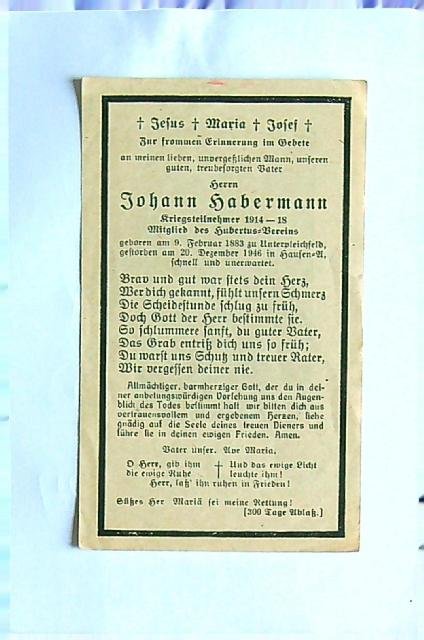 † Jesus † Maria † Josef †
Zur frommen Erinnerung im Gebete
an meinen lieben, unvergeßlichen Mann, unseren
guten, treubesorgten Vater
Herrn
Johann Habermann
Kriegsteilnehmer 1914—18
Mitglied des Hubertus-Vereins
geboren am 9. Februar 1883 zu Unterpleichfeld,
gestorben am 20. Dezember 1946 in Hausen-A,
schnell und unerwartet.
Brav und gut war stets dein Herz,
Wer dich gekannt, fühlt unsern Schmerz
Die Scheidestunde schlug zu früh,
Doch Gott der Herr bestimmte sie.
So schlummere sanft, du guter Vater,
Das Grab entriß dich uns so früh;
Du warst uns Schutz und treuer Rater,
Wir vergessen deiner nie.
Allmächtiger, barmherziger Gott, der du in dei-
ner anbetungswürdigen Vorsehung uns den Augen-
blick des Todes bestimmt halt wir bitten dich aus
vertrauensvollem und ergebenem Herzen, siehe
gnädig auf die Seele deines treuen Dieners und
führe sie in deinen ewigen Frieden. Amen.
Vater unser. Ave Maria.
O Herr, gib ihm † Und das ewige Licht
die ewige Ruhe leuchte ihm!
Herr, laß' ihn ruhen in Frieden!
Süßes Her Mariä sei meine Rettung!
[300 Tage Ablaß.]